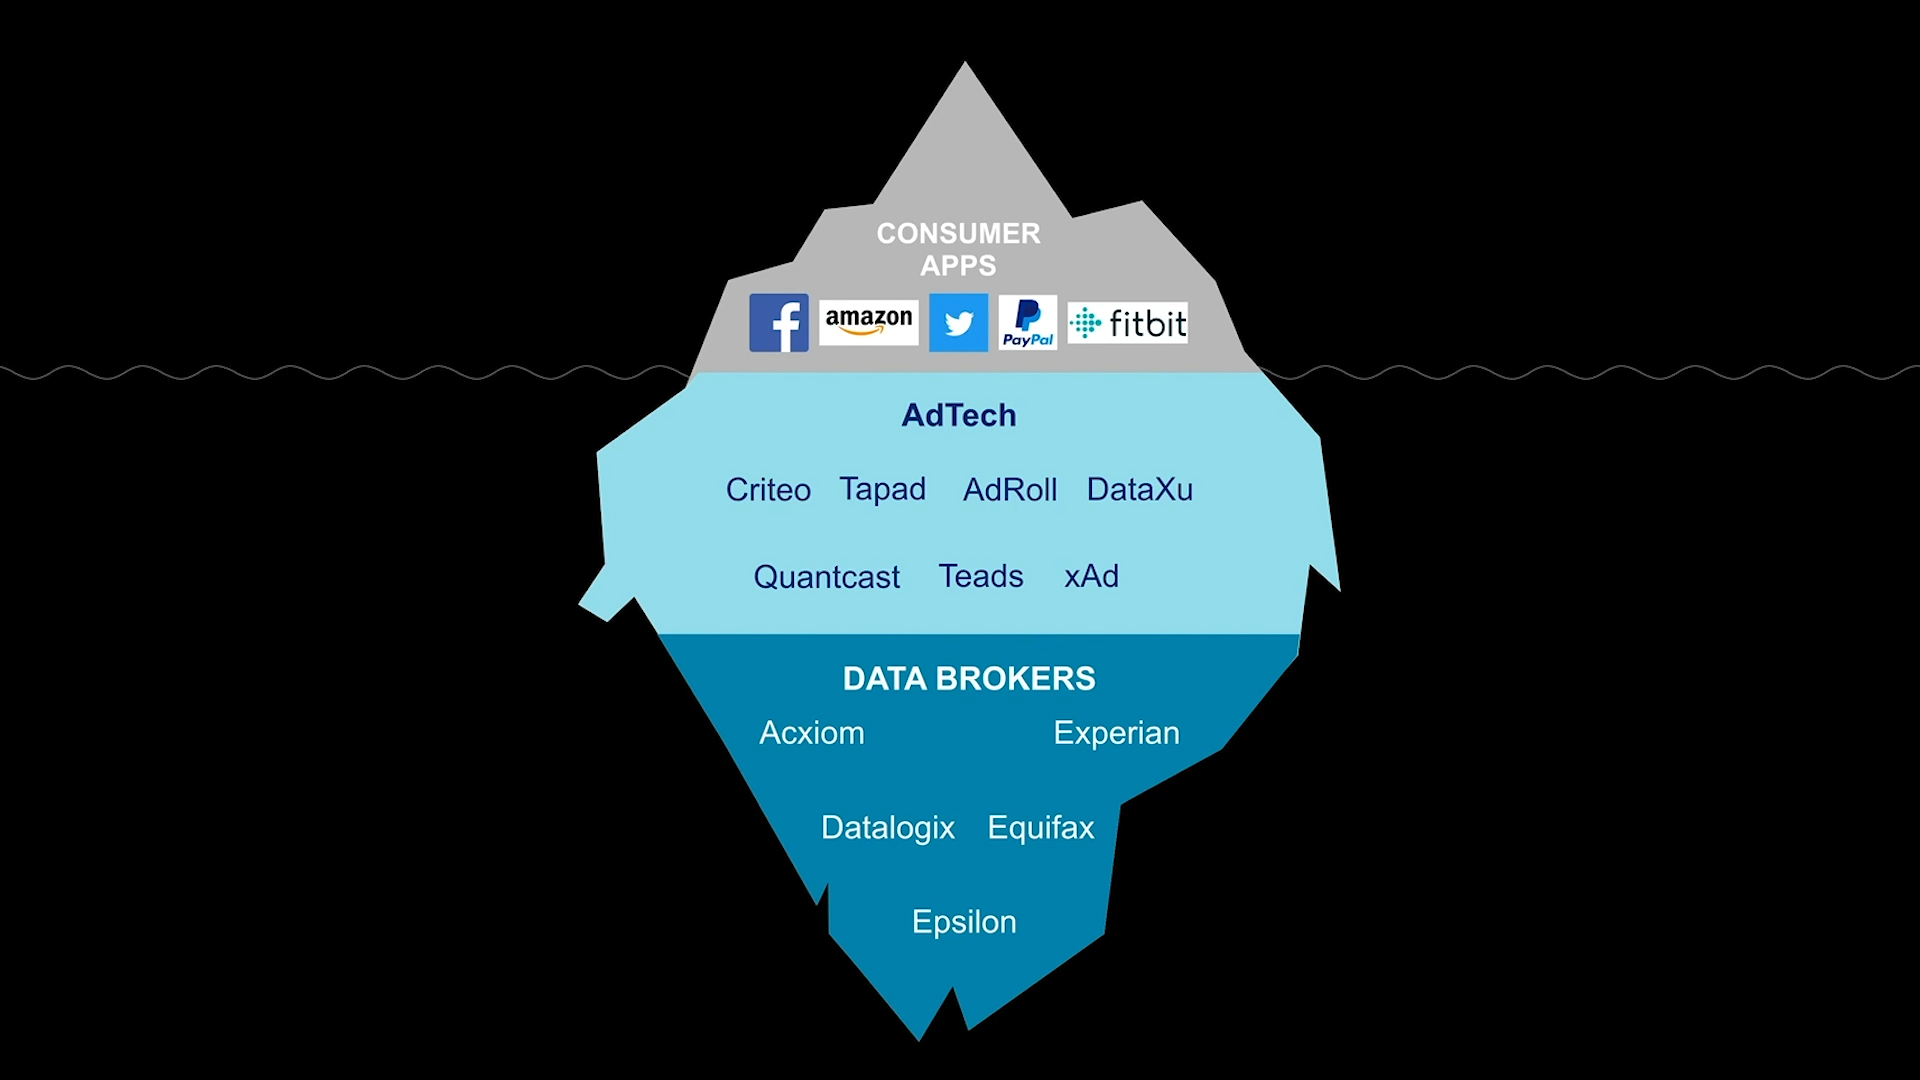 CONSUMER
APPS
f amazon PayPal fitbit
AdTech
Criteo Tapad AdRoll DataXu
Quantcast Teads xAd
DATA BROKERS
Acxiom Experian
Datalogix Equifax
Epsilon